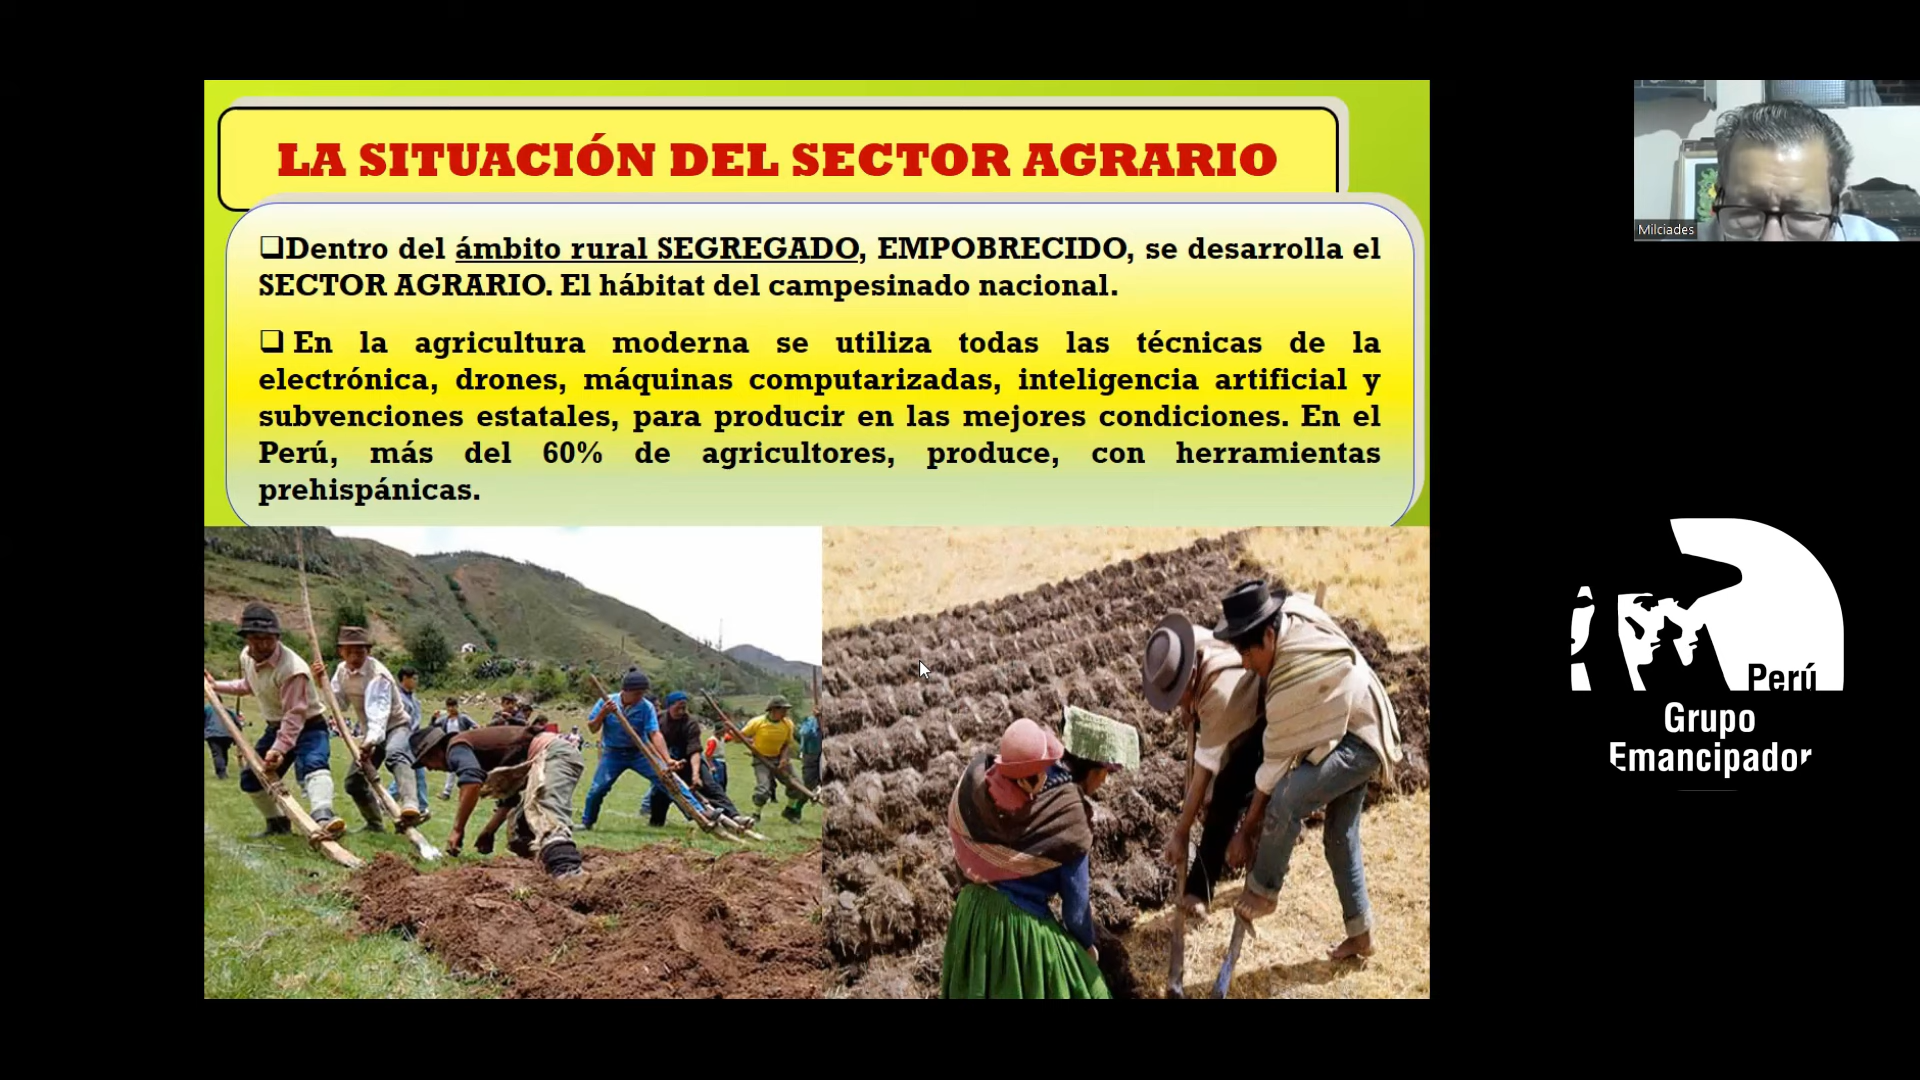 LA SITUACIÓN DEL SECTOR AGRARIO
❑Dentro del ámbito rural SEGREGADO, EMPOBRECIDO, se desarrolla el
SECTOR AGRARIO. El hábitat del campesinado nacional.
❑ En la agricultura moderna se utiliza todas las técnicas de la
electrónica, drones, máquinas computarizadas, inteligencia artificial y
subvenciones estatales, para producir en las mejores condiciones. En el
Perú, más del 60% de agricultores, produce, con herramientas
prehispánicas.
Milciades
Perú
Grupo
Emancipador